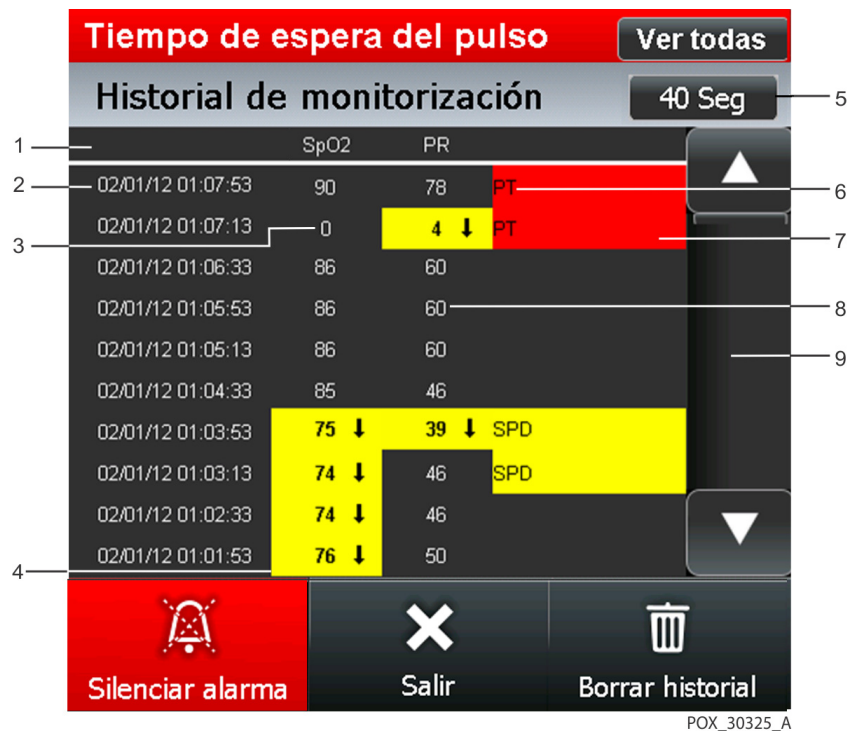 Tiempo de espera del pulso Ver todas
Historial de monitorización 40 Seg 5
1 SpO2 PR
2 02/01/12 01:07:53 90 78 PT 6
3 02/01/12 01:07:13 0 4 ⬇ PT 7
02/01/12 01:06:33 86 60
02/01/12 01:05:53 86 60 8
02/01/12 01:05:13 86 60 9
02/01/12 01:04:33 85 46
02/01/12 01:03:53 75 ⬇ 39 ⬇ SPD
02/01/12 01:03:13 74 ⬇ 46 SPD
02/01/12 01:02:33 74 ⬇ 46
4 02/01/12 01:01:53 76 ⬇ 50
Silenciar alarma Salir Borrar historial
POX_30325_A